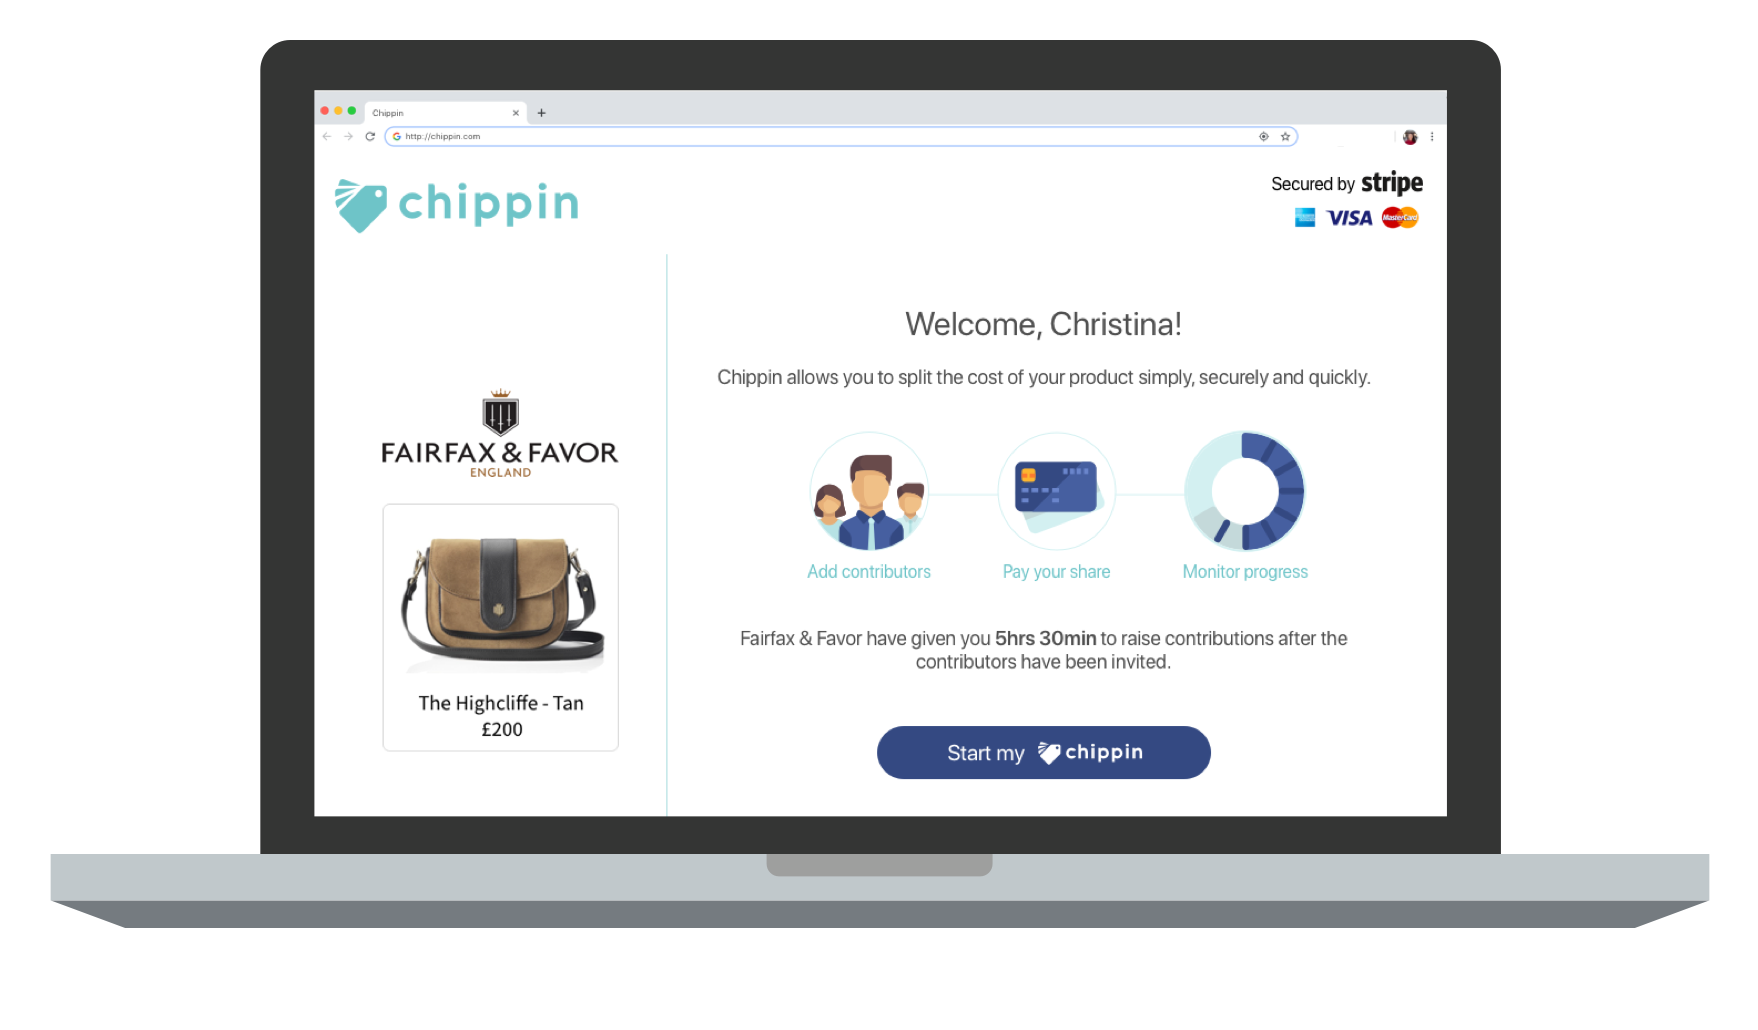 Chippin
http://chippin.com
chippin
Secured by stripe
VISA MasterCard
FAIRFAX & FAVOR
ENGLAND
The Highcliffe - Tan
£200
Welcome, Christina!
Chippin allows you to split the cost of your product simply, securely and quickly.
Add contributors
Pay your share
Monitor progress
Fairfax & Favor have given you 5hrs 30min to raise contributions after the
contributors have been invited.
Start my chippin